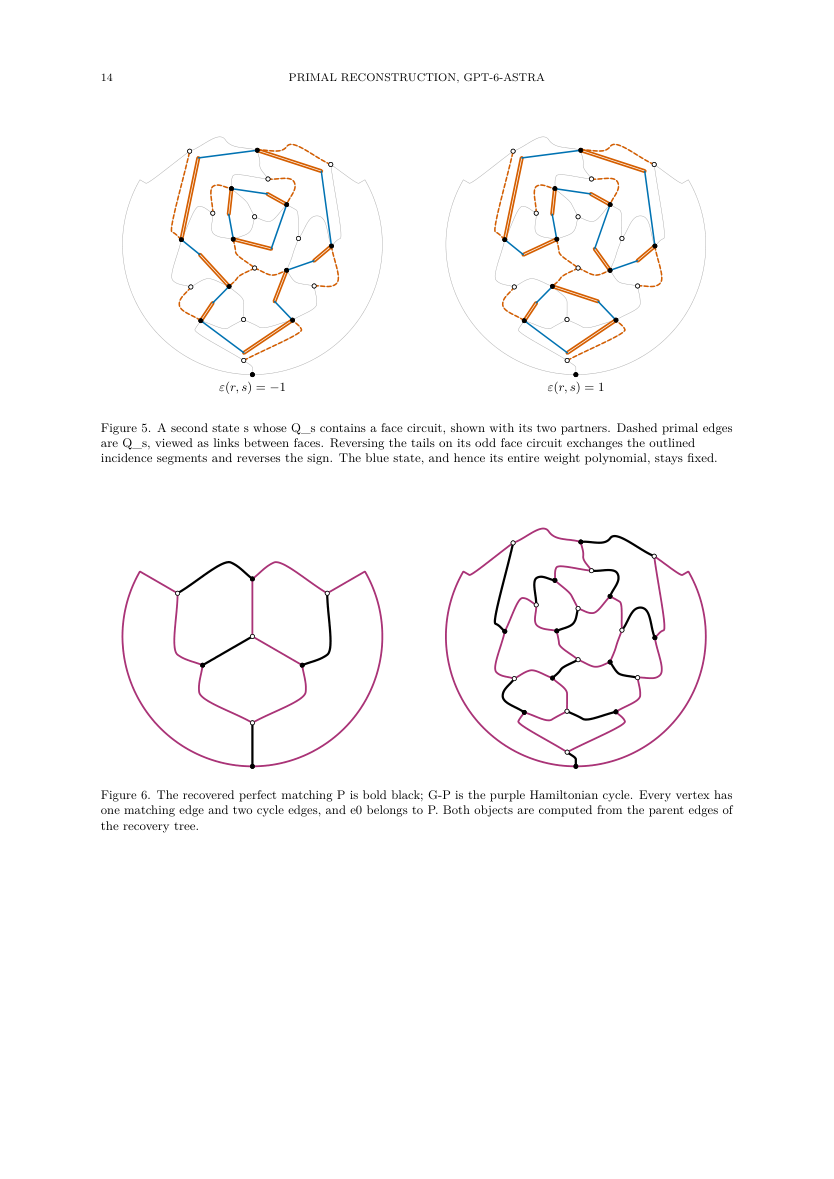 14
PRIMAL RECONSTRUCTION, GPT-6-ASTRA
ε(r, s) = −1
ε(r, s) = 1
Figure 5. A second state s whose Q_s contains a face circuit, shown with its two partners. Dashed primal edges
are Q_s, viewed as links between faces. Reversing the tails on its odd face circuit exchanges the outlined
incidence segments and reverses the sign. The blue state, and hence its entire weight polynomial, stays fixed.
Figure 6. The recovered perfect matching P is bold black; G-P is the purple Hamiltonian cycle. Every vertex has
one matching edge and two cycle edges, and e0 belongs to P. Both objects are computed from the parent edges of
the recovery tree.